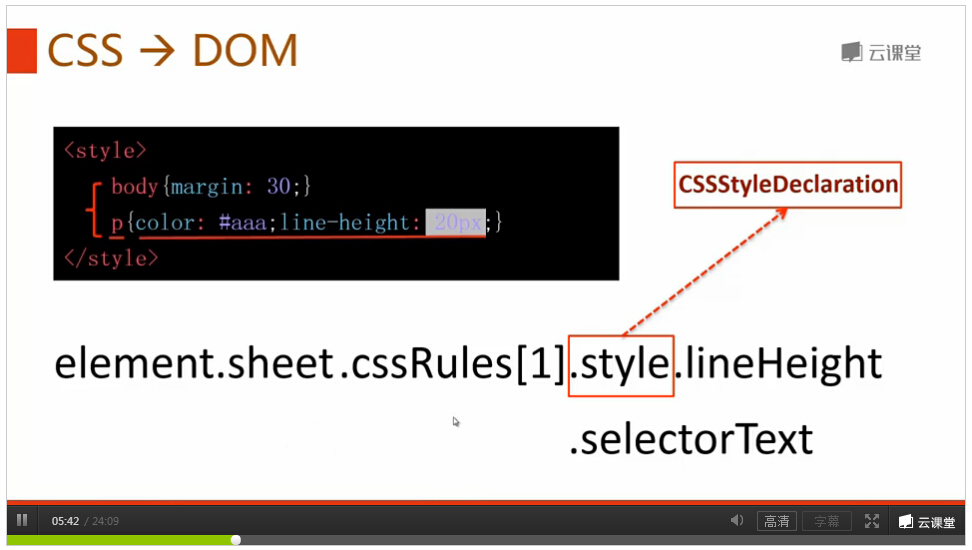 CSS → DOM
云课堂
<style>
body{margin: 30;}
p{color: #aaa;line-height: 20px;}
</style>
CSSStyleDeclaration
element.sheet.cssRules[1].style.lineHeight
.selectorText
05:42 / 24:09
高清
字幕
云课堂